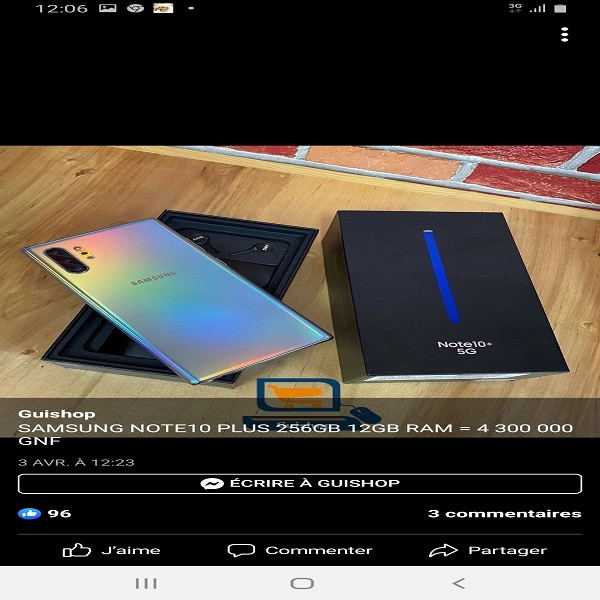 12:06
3G
SAMSUNG
Note10+
5G
Guishop
SAMSUNG NOTE10 PLUS 256GB 12GB RAM = 4 300 000
GNF
3 AVR. À 12:23
ÉCRIRE À GUISHOP
96
3 commentaires
J'aime
Commenter
Partager